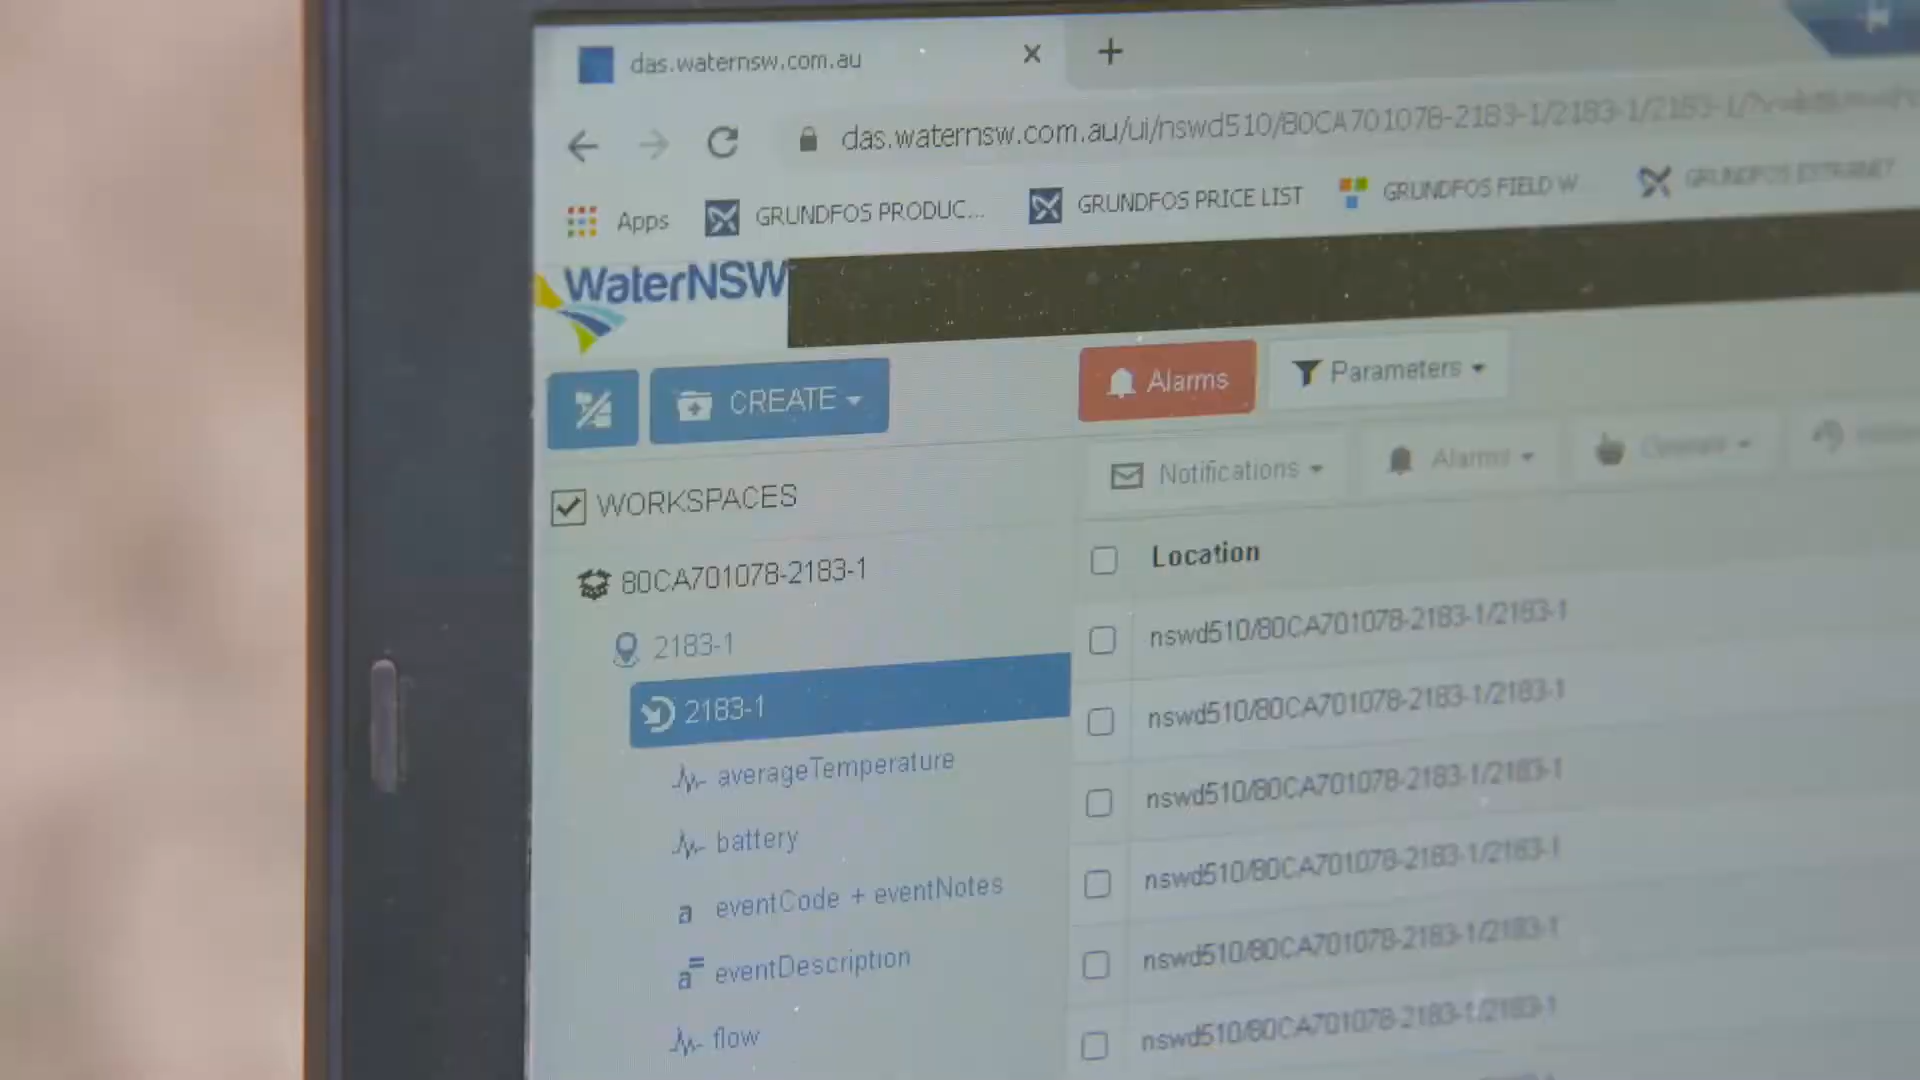 das.waternsw.com.au
das.waternsw.com.au/ui/nswd510/80CA701078-2183-1/2183-1/2183-1/
Apps GRUNDFOS PRODUC... GRUNDFOS PRICE LIST GRUNDFOS FIELD W... GRUNDFOS EXTRANET
WaterNSW
CREATE Alarms Parameters
Notifications Alarms
WORKSPACES
Location
80CA701078-2183-1
nswd510/80CA701078-2183-1/2183-1
2183-1
nswd510/80CA701078-2183-1/2183-1
2183-1
averageTemperature
nswd510/80CA701078-2183-1/2183-1
battery
nswd510/80CA701078-2183-1/2183-1
a eventCode + eventNotes
nswd510/80CA701078-2183-1/2183-1
a= eventDescription
nswd510/80CA701078-2183-1/2183-1
flow